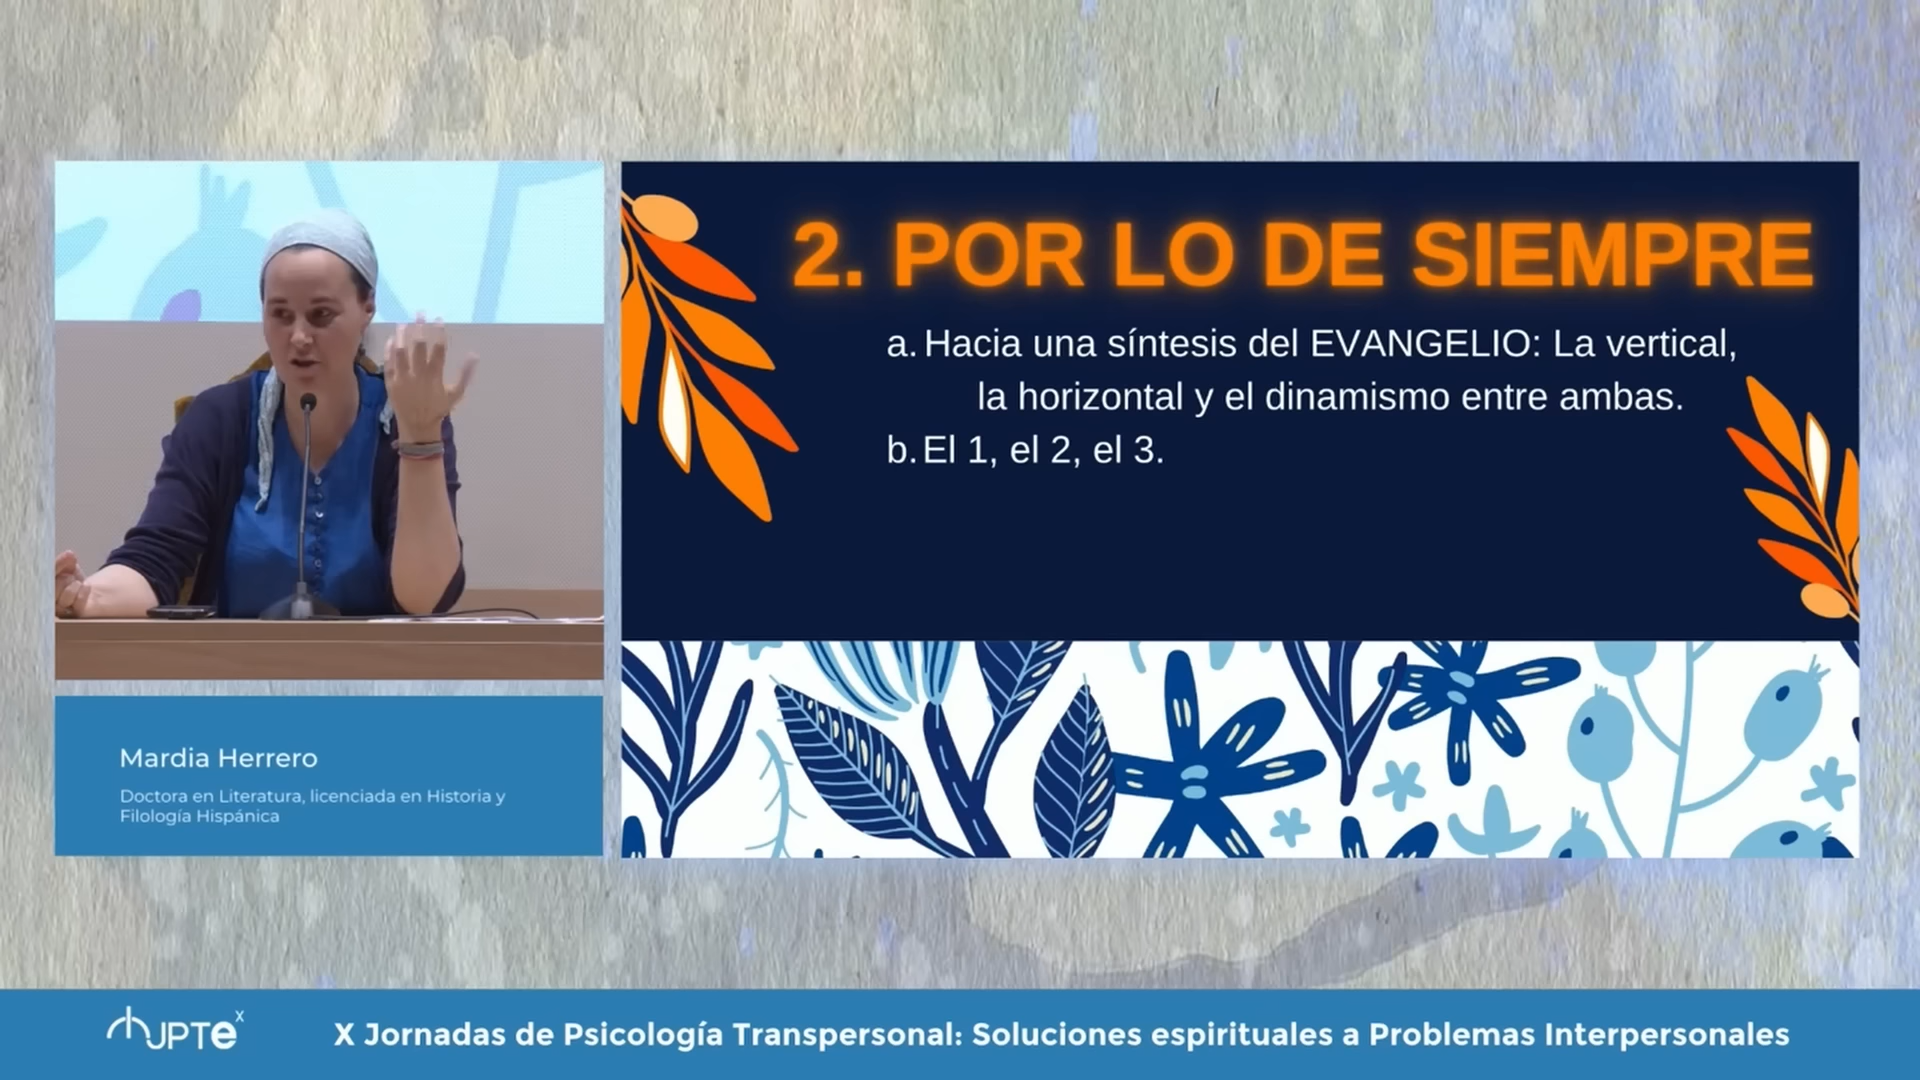 2. POR LO DE SIEMPRE
a. Hacia una síntesis del EVANGELIO: La vertical,
la horizontal y el dinamismo entre ambas.
b. El 1, el 2, el 3.
Mardia Herrero
Doctora en Literatura, licenciada en Historia y
Filología Hispánica
JPTe x
X Jornadas de Psicología Transpersonal: Soluciones espirituales a Problemas Interpersonales